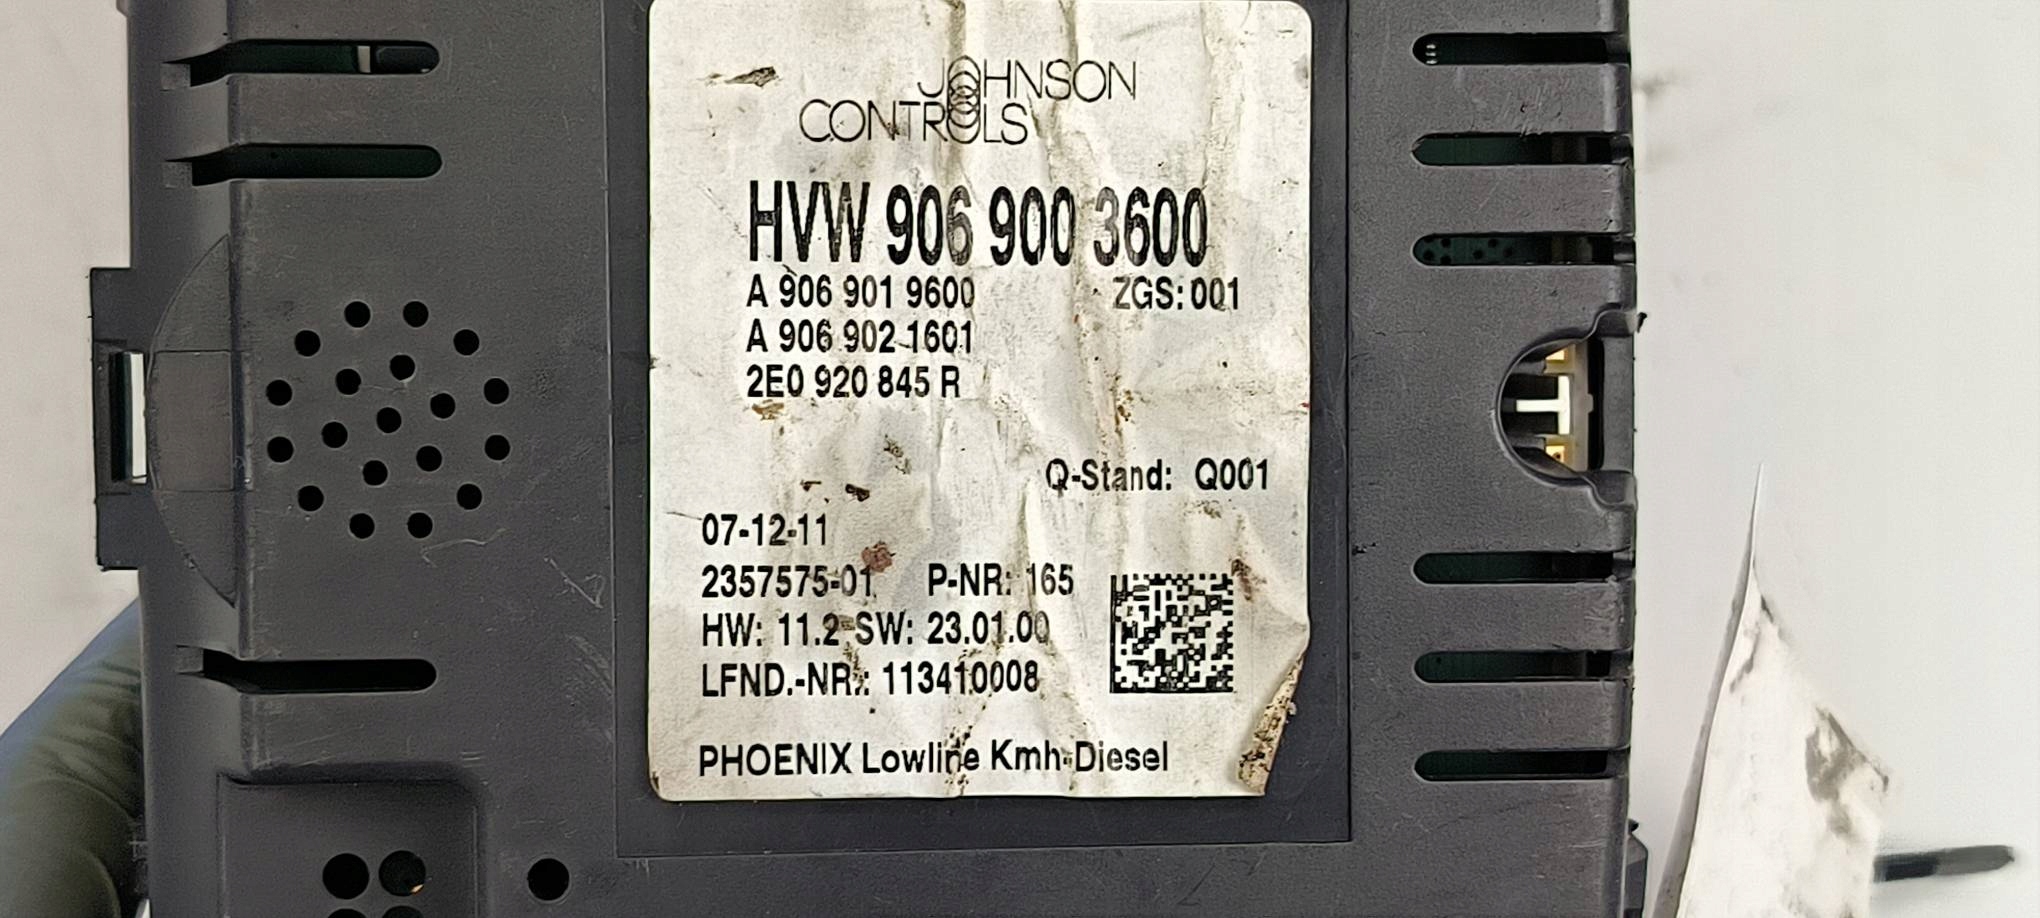 JOHNSON
CONTROLS
HVW 906 900 3600
A 906 901 9600 ZGS: 001
A 906 902 1601
2E0 920 845 R
Q-Stand: Q001
07-12-11
2357575-01 P-NR: 165
HW: 11.2 SW: 23.01.00
LFND.-NR.: 113410008
PHOENIX Lowline Kmh-Diesel